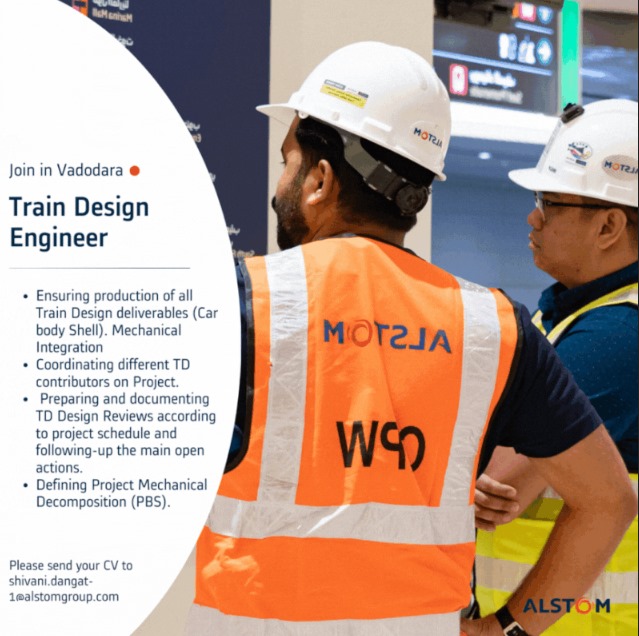 Join in Vadodara
Train Design
Engineer
• Ensuring production of all
Train Design deliverables (Car
body Shell). Mechanical
Integration
• Coordinating different TD
contributors on Project.
• Preparing and documenting
TD Design Reviews according
to project schedule and
following-up the main open
actions.
• Defining Project Mechanical
Decomposition (PBS).
Please send your CV to
shivani.dangat-
1@alstomgroup.com
Marina Mall
ALSTOM
ALSTOM
ALSTOM
CPW
ALSTOM